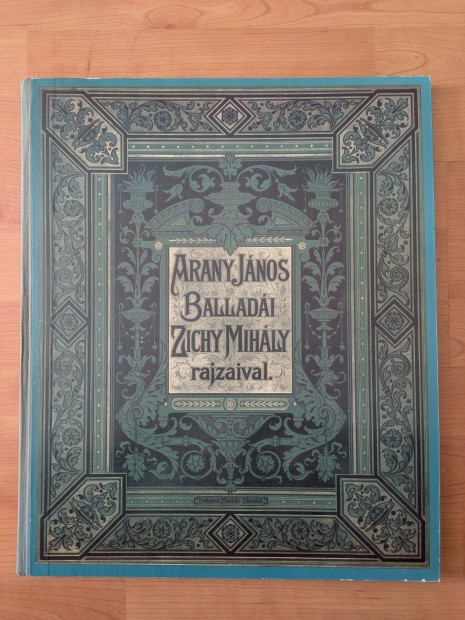 ARANY JÁNOS
BALLADÁI
ZICHY MIHÁLY
rajzaival.